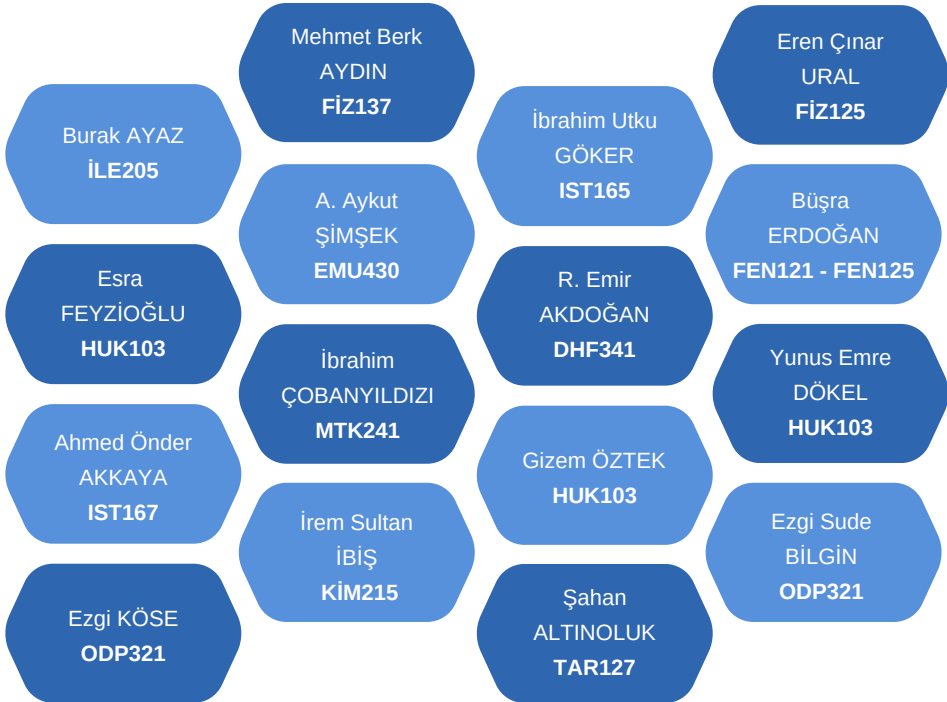 Mehmet Berk
AYDIN
FİZ137
Eren Çınar
URAL
FİZ125
Burak AYAZ
İLE205
İbrahim Utku
GÖKER
IST165
A. Aykut
ŞİMŞEK
EMU430
Büşra
ERDOĞAN
FEN121 - FEN125
Esra
FEYZİOĞLU
HUK103
R. Emir
AKDOĞAN
DHF341
İbrahim
ÇOBANYILDIZI
MTK241
Yunus Emre
DÖKEL
HUK103
Ahmed Önder
AKKAYA
IST167
Gizem ÖZTEK
HUK103
İrem Sultan
İBİŞ
KİM215
Ezgi Sude
BİLGİN
ODP321
Ezgi KÖSE
ODP321
Şahan
ALTINOLUK
TAR127